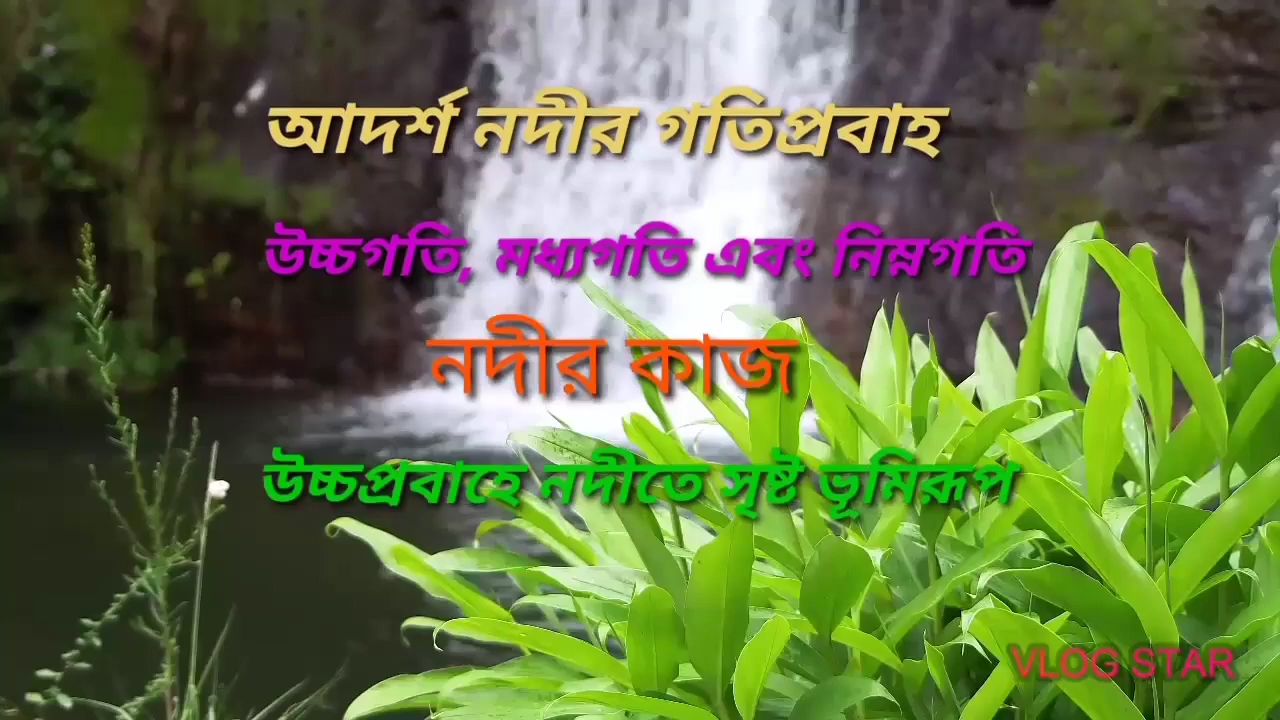 আদর্শ নদীর গতিপ্রবাহ
উচ্চগতি, মধ্যগতি এবং নিম্নগতি
নদীর কাজ
উচ্চপ্রবাহে নদীতে সৃষ্ট ভূমিরূপ
VLOG STAR